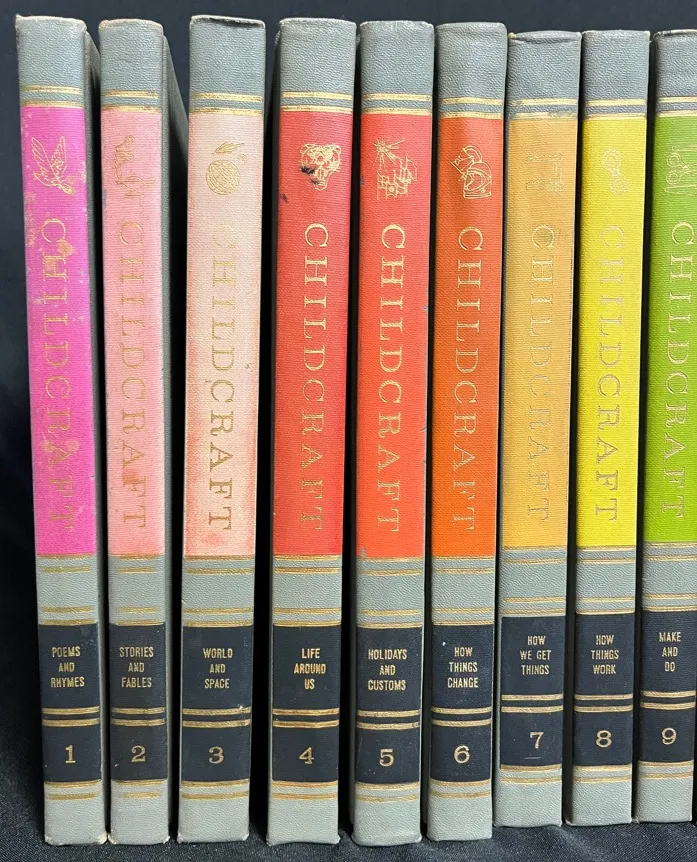 CHILDCRAFT
POEMS
AND
RHYMES
1
CHILDCRAFT
STORIES
AND
FABLES
2
CHILDCRAFT
WORLD
AND
SPACE
3
CHILDCRAFT
LIFE
AROUND
US
4
CHILDCRAFT
HOLIDAYS
AND
CUSTOMS
5
CHILDCRAFT
HOW
THINGS
CHANGE
6
CHILDCRAFT
HOW
WE GET
THINGS
7
CHILDCRAFT
HOW
THINGS
WORK
8
CHILDCRAFT
MAKE
AND
DO
9